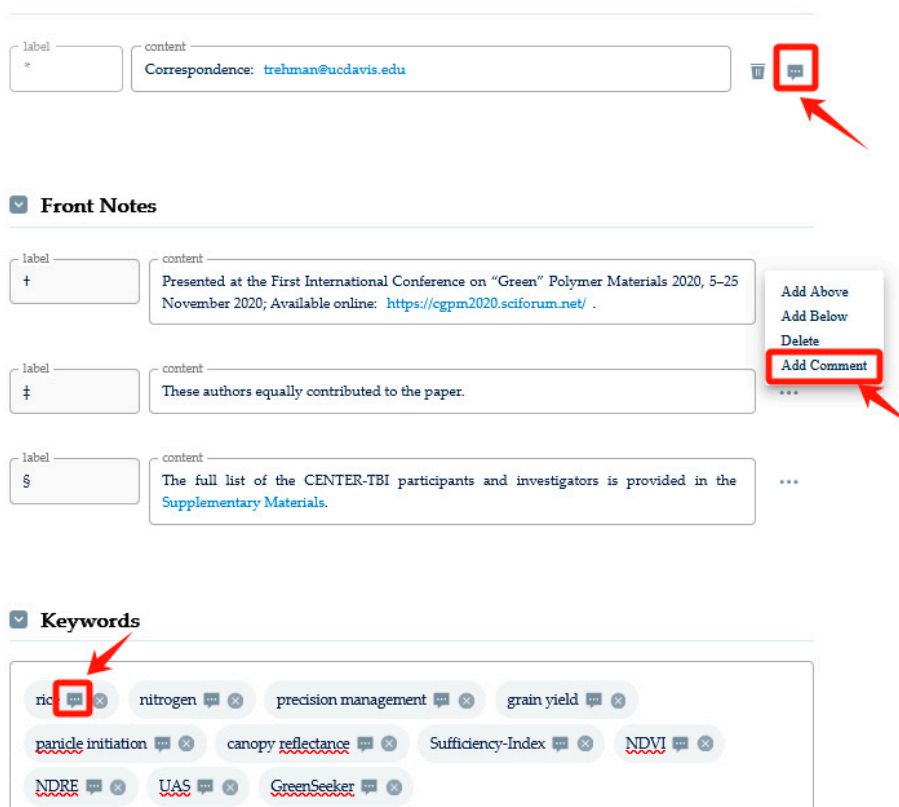 label content
* Correspondence: trehman@ucdavis.edu
Front Notes
label content
† Presented at the First International Conference on “Green” Polymer Materials 2020, 5–25
November 2020; Available online: https://cgpm2020.sciforum.net/ .
Add Above
Add Below
Delete
Add Comment
label content
‡ These authors equally contributed to the paper.
label content
§ The full list of the CENTER-TBI participants and investigators is provided in the
Supplementary Materials.
Keywords
rice nitrogen precision management grain yield
panicle initiation canopy reflectance Sufficiency-Index NDVI
NDRE UAS GreenSeeker